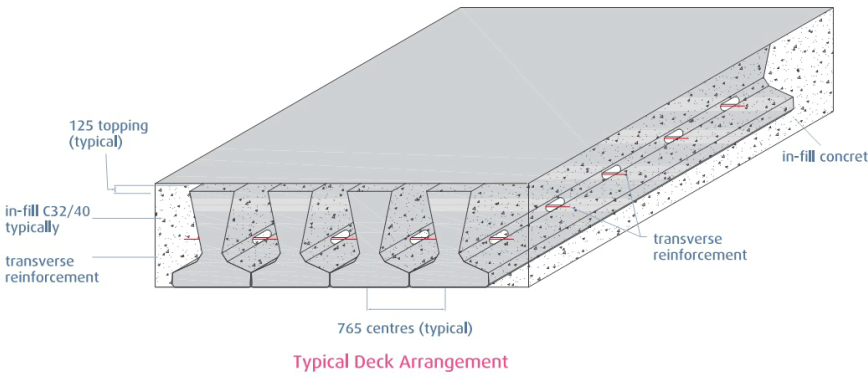 125 topping
(typical)
in-fill C32/40
typically
transverse
reinforcement
in-fill concret
transverse
reinforcement
765 centres (typical)
Typical Deck Arrangement